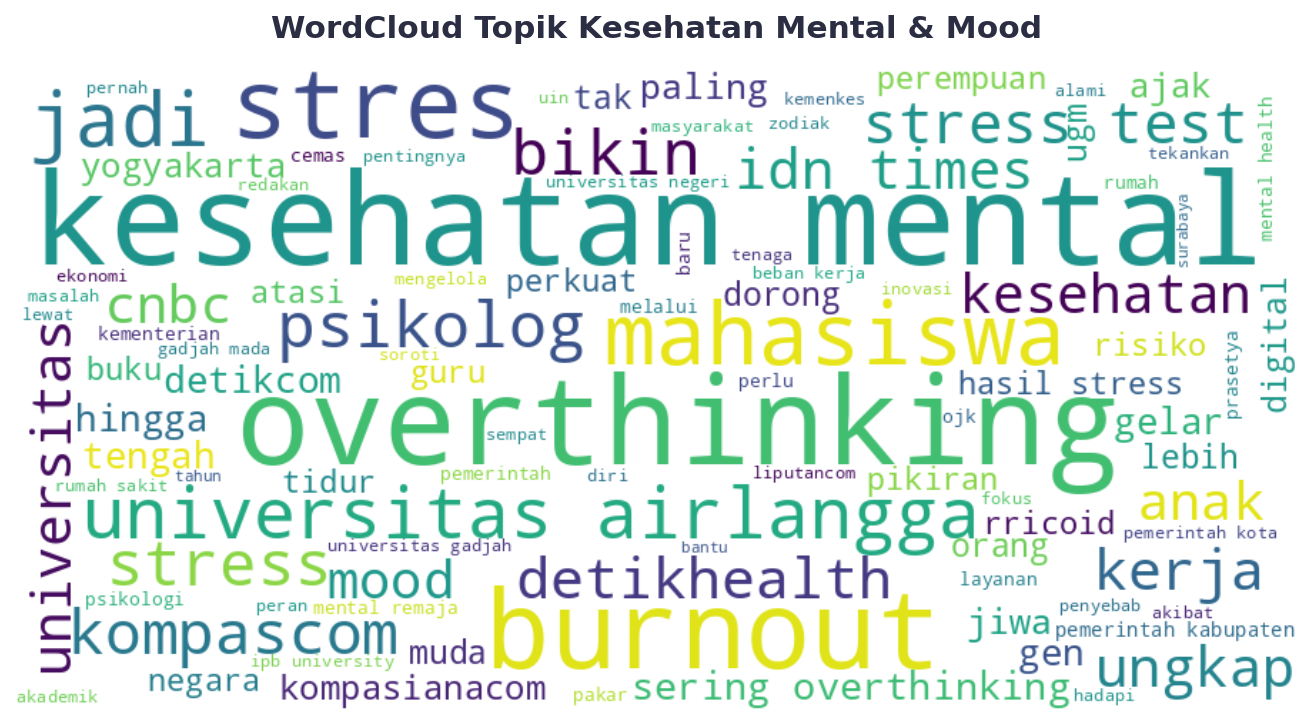 WordCloud Topik Kesehatan Mental & Mood
pernah
jadi
stres
uin
tak
paling
kemenkes
perempuan
alami
ajak
masyarakat
zodiak
stress test
ugm
mental health
yogyakarta
cemas
pentingnya
bikin
idn times
tekankan
redakan
universitas negeri
rumah
kesehatan mental
surabaya
baru
tenaga
ekonomi
masalah
lewat
cnbc
atasi
mengelola
perkuat
beban kerja
dorong
inovasi
kesehatan
melalui
kementerian
gadjah mada
psikolog
mahasiswa
risiko
prasetya
digital
universitas
buku
detikcom
soroti
guru
perlu
hasil stress
hingga
overthinking
ojk
gelar
sempat
tengah
lebih
rumah sakit
tahun
tidur
pemerintah
diri
liputancom
pikiran
fokus
anak
universitas airlangga
rricoid
pemerintah kota
stress
universitas gadjah
bantu
orang
mood
detikhealth
layanan
kerja
psikologi
peran
mental remaja
burnout
penyebab
akibat
kompascom
jiwa
pemerintah kabupaten
ipb university
muda
gen
ungkap
negara
kompasianacom
akademik
pakar
sering overthinking
hadapi